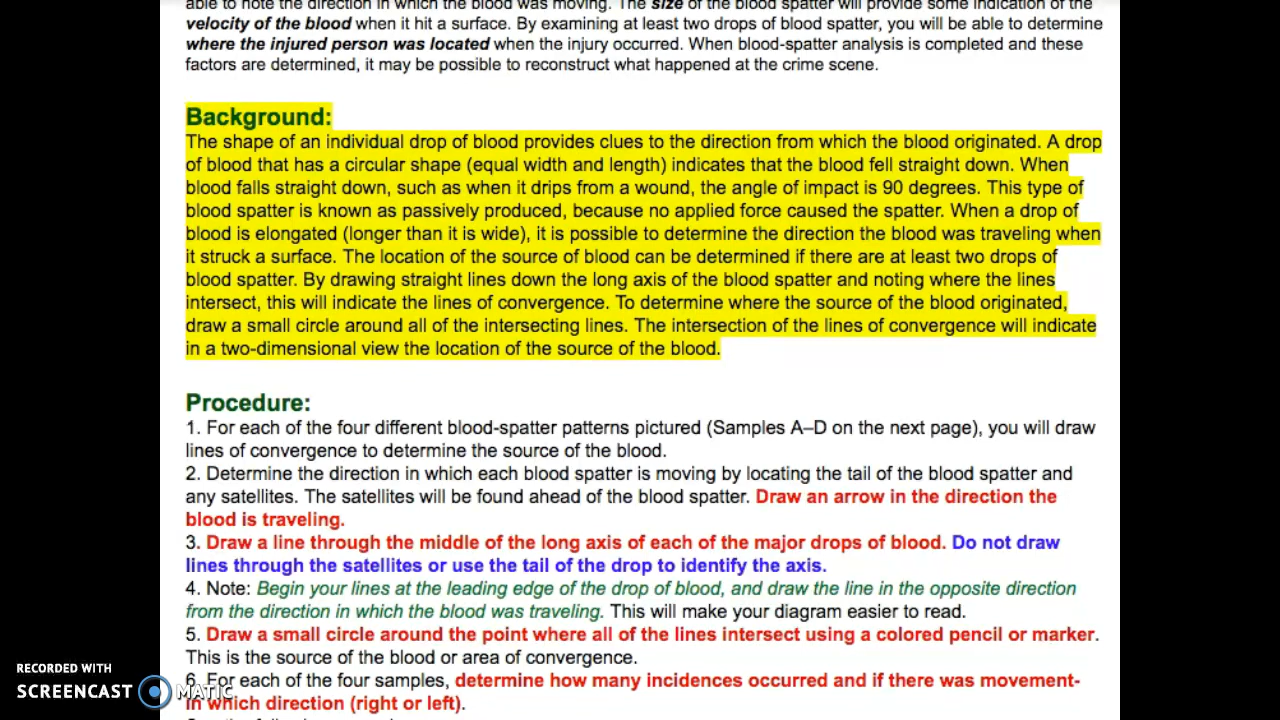 able to note the direction in which the blood was moving. The size of the blood spatter will provide some indication of the
velocity of the blood when it hit a surface. By examining at least two drops of blood spatter, you will be able to determine
where the injured person was located when the injury occurred. When blood-spatter analysis is completed and these
factors are determined, it may be possible to reconstruct what happened at the crime scene.
Background:
The shape of an individual drop of blood provides clues to the direction from which the blood originated. A drop
of blood that has a circular shape (equal width and length) indicates that the blood fell straight down. When
blood falls straight down, such as when it drips from a wound, the angle of impact is 90 degrees. This type of
blood spatter is known as passively produced, because no applied force caused the spatter. When a drop of
blood is elongated (longer than it is wide), it is possible to determine the direction the blood was traveling when
it struck a surface. The location of the source of blood can be determined if there are at least two drops of
blood spatter. By drawing straight lines down the long axis of the blood spatter and noting where the lines
intersect, this will indicate the lines of convergence. To determine where the source of the blood originated,
draw a small circle around all of the intersecting lines. The intersection of the lines of convergence will indicate
in a two-dimensional view the location of the source of the blood.
Procedure:
1. For each of the four different blood-spatter patterns pictured (Samples A–D on the next page), you will draw
lines of convergence to determine the source of the blood.
2. Determine the direction in which each blood spatter is moving by locating the tail of the blood spatter and
any satellites. The satellites will be found ahead of the blood spatter. Draw an arrow in the direction the
blood is traveling.
3. Draw a line through the middle of the long axis of each of the major drops of blood. Do not draw
lines through the satellites or use the tail of the drop to identify the axis.
4. Note: Begin your lines at the leading edge of the drop of blood, and draw the line in the opposite direction
from the direction in which the blood was traveling. This will make your diagram easier to read.
5. Draw a small circle around the point where all of the lines intersect using a colored pencil or marker.
This is the source of the blood or area of convergence.
6. For each of the four samples, determine how many incidences occurred and if there was movement-
in which direction (right or left).
RECORDED WITH
SCREENCAST MATIC